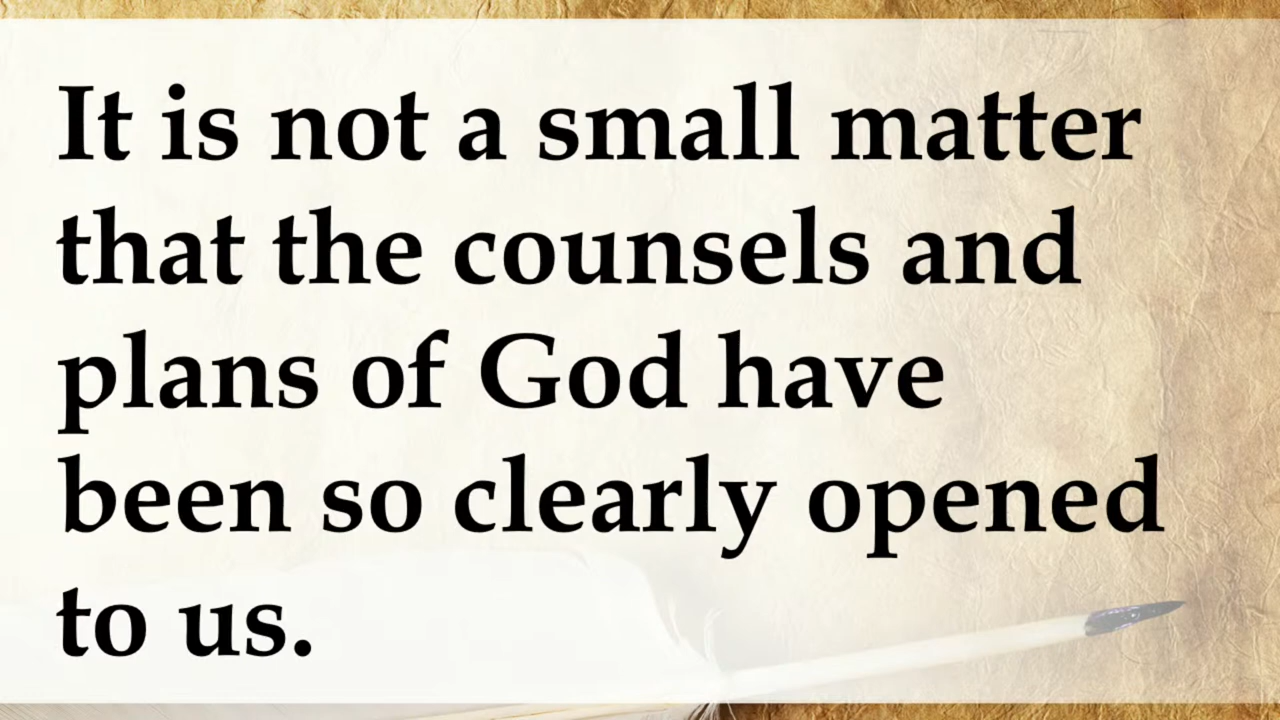 It is not a small matter
that the counsels and
plans of God have
been so clearly opened
to us.